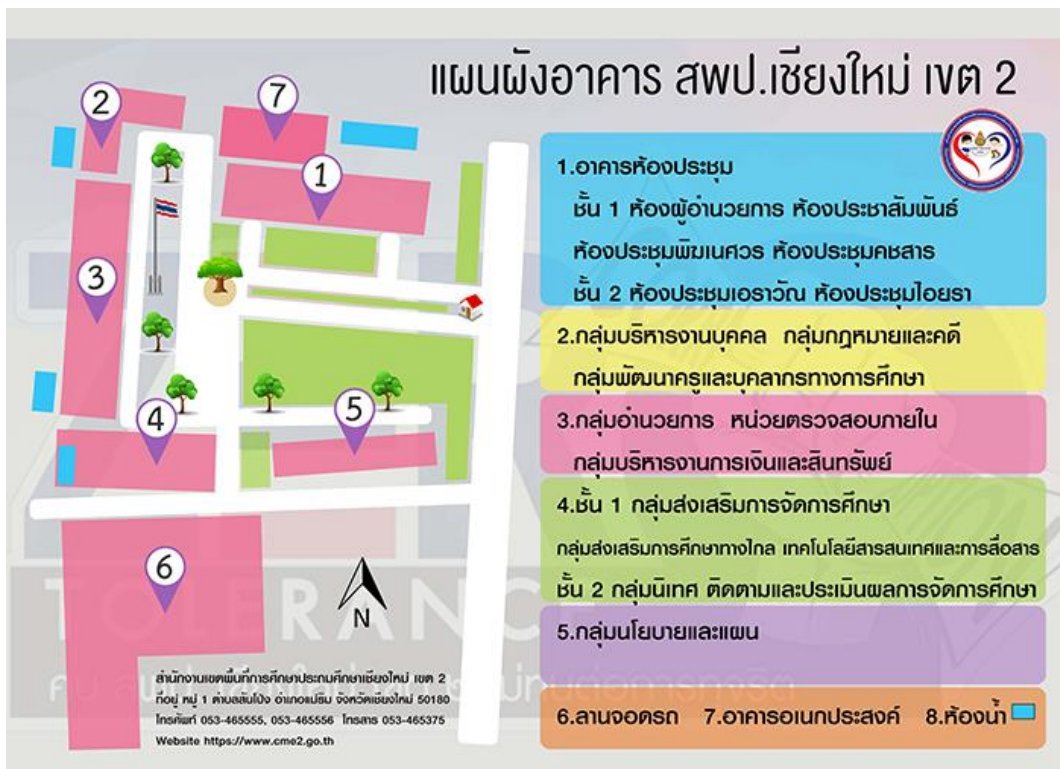 แผนผังอาคาร สพป.เชียงใหม่ เขต 2
2
7
1
3
4
5
6
N
1.อาคารห้องประชุม
ชั้น 1 ห้องผู้อำนวยการ ห้องประชาสัมพันธ์
ห้องประชุมพิฆเนศวร ห้องประชุมคชสาร
ชั้น 2 ห้องประชุมเอราวัณ ห้องประชุมไอยรา
2.กลุ่มบริหารงานบุคคล กลุ่มกฎหมายและคดี
กลุ่มพัฒนาครูและบุคลากรทางการศึกษา
3.กลุ่มอำนวยการ หน่วยตรวจสอบภายใน
กลุ่มบริหารงานการเงินและสินทรัพย์
4.ชั้น 1 กลุ่มส่งเสริมการจัดการศึกษา
กลุ่มส่งเสริมการศึกษาทางไกล เทคโนโลยีสารสนเทศและการสื่อสาร
ชั้น 2 กลุ่มนิเทศ ติดตามและประเมินผลการจัดการศึกษา
5.กลุ่มนโยบายและแผน
6.ลานจอดรถ 7.อาคารอเนกประสงค์ 8.ห้องน้ำ
TOLERANCE
สำนักงานเขตพื้นที่การศึกษาประถมศึกษาเชียงใหม่ เขต 2
ที่อยู่ หมู่ 1 ตำบลสันโป่ง อำเภอแม่ริม จังหวัดเชียงใหม่ 50180
โทรศัพท์ 053-465555, 053-465556 โทรสาร 053-465375
Website https://www.cme2.go.th